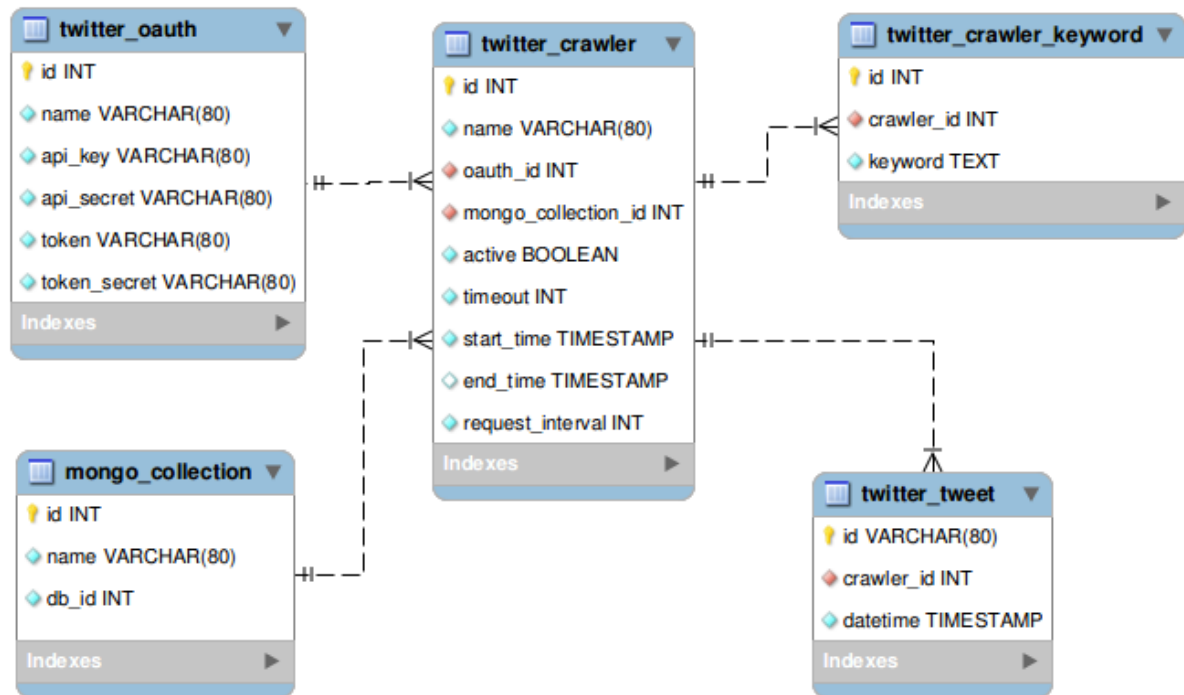 twitter_oauth
id INT
name VARCHAR(80)
api_key VARCHAR(80)
api_secret VARCHAR(80)
token VARCHAR(80)
token_secret VARCHAR(80)
Indexes
twitter_crawler
id INT
name VARCHAR(80)
oauth_id INT
mongo_collection_id INT
active BOOLEAN
timeout INT
start_time TIMESTAMP
end_time TIMESTAMP
request_interval INT
Indexes
twitter_crawler_keyword
id INT
crawler_id INT
keyword TEXT
Indexes
mongo_collection
id INT
name VARCHAR(80)
db_id INT
Indexes
twitter_tweet
id VARCHAR(80)
crawler_id INT
datetime TIMESTAMP
Indexes